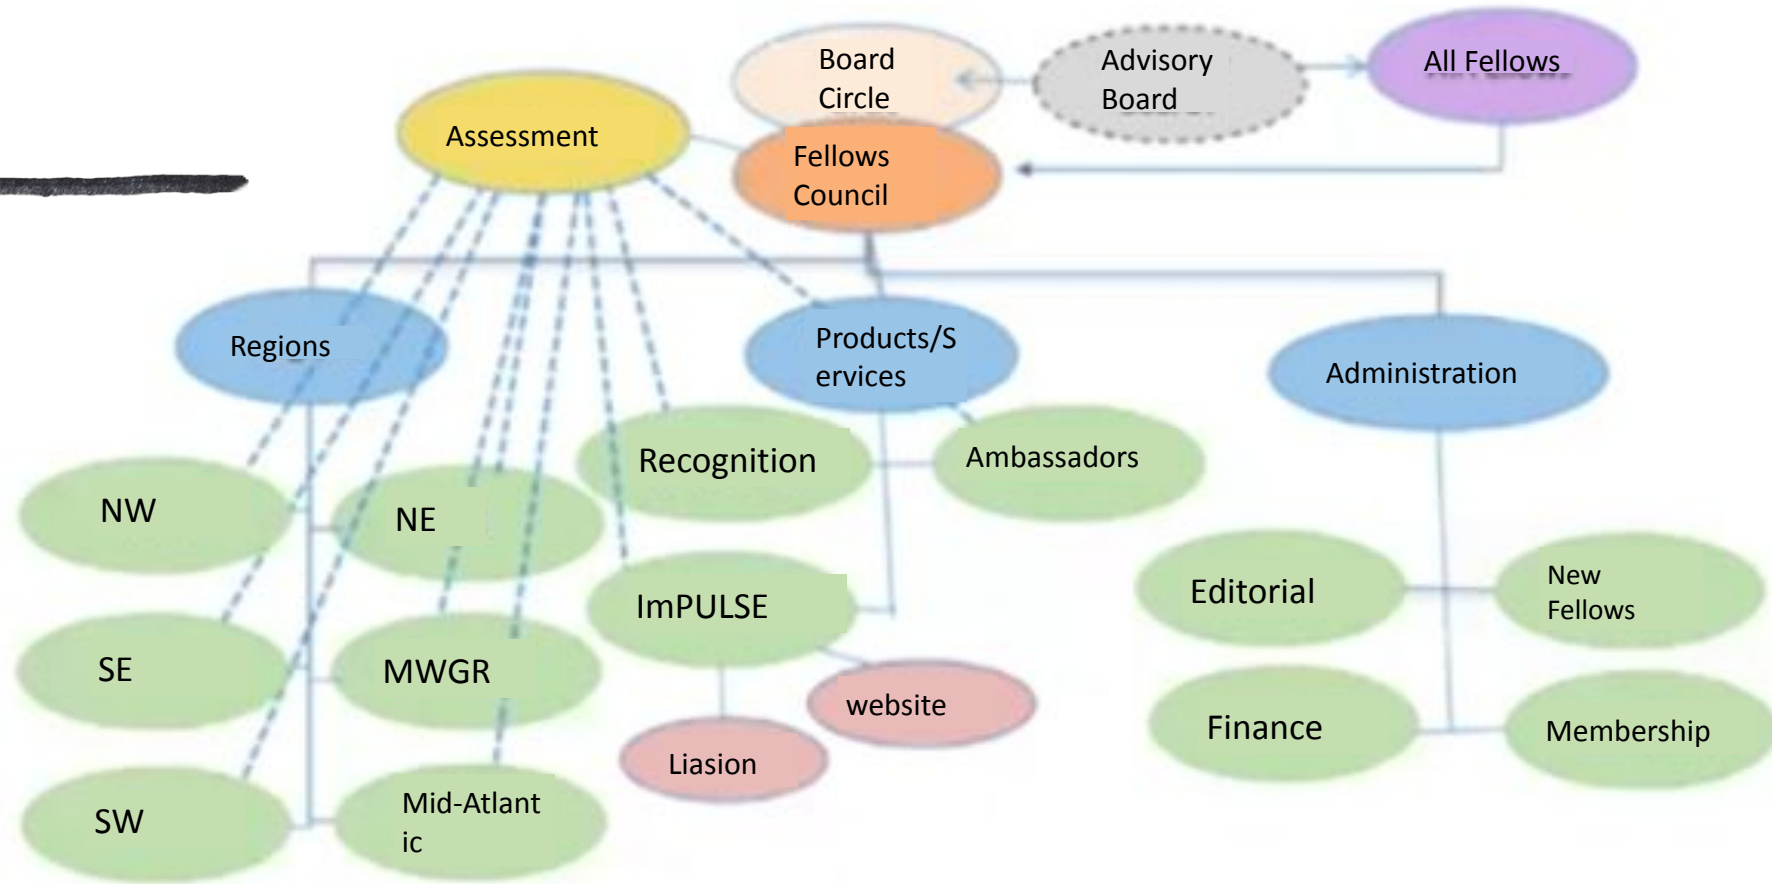 Board
Circle
Advisory
Board
All Fellows
Assessment
Fellows
Council
Regions
Products/S
ervices
Administration
Recognition
Ambassadors
NW
NE
Editorial
New
Fellows
ImPULSE
SE
MWGR
website
Finance
Membership
Liasion
SW
Mid-Atlant
ic